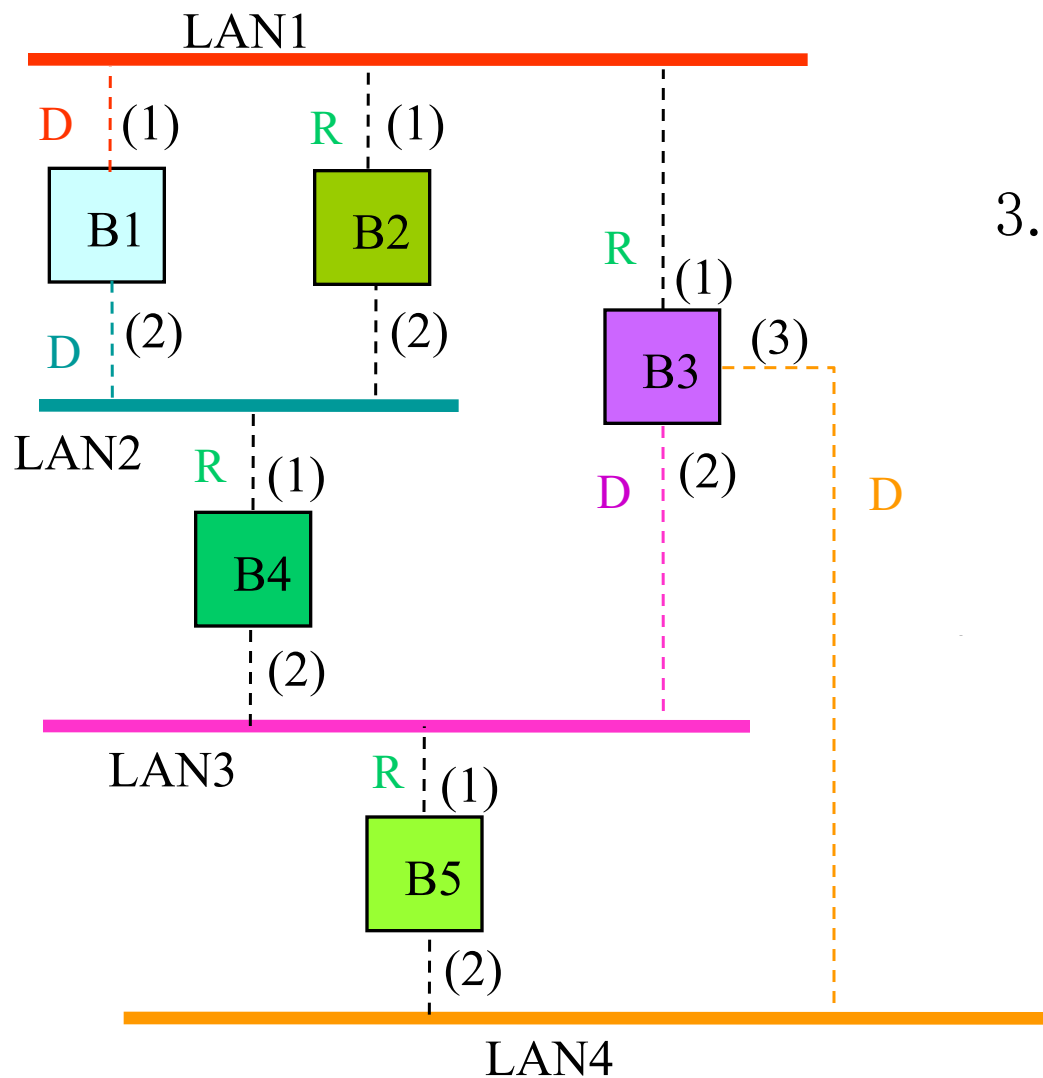 LAN1
D (1)
R (1)
B1
B2
3.
R (1)
(3)
B3
D (2)
(2)
LAN2
R (1)
D (2)
D
B4
(2)
LAN3
R (1)
B5
(2)
LAN4